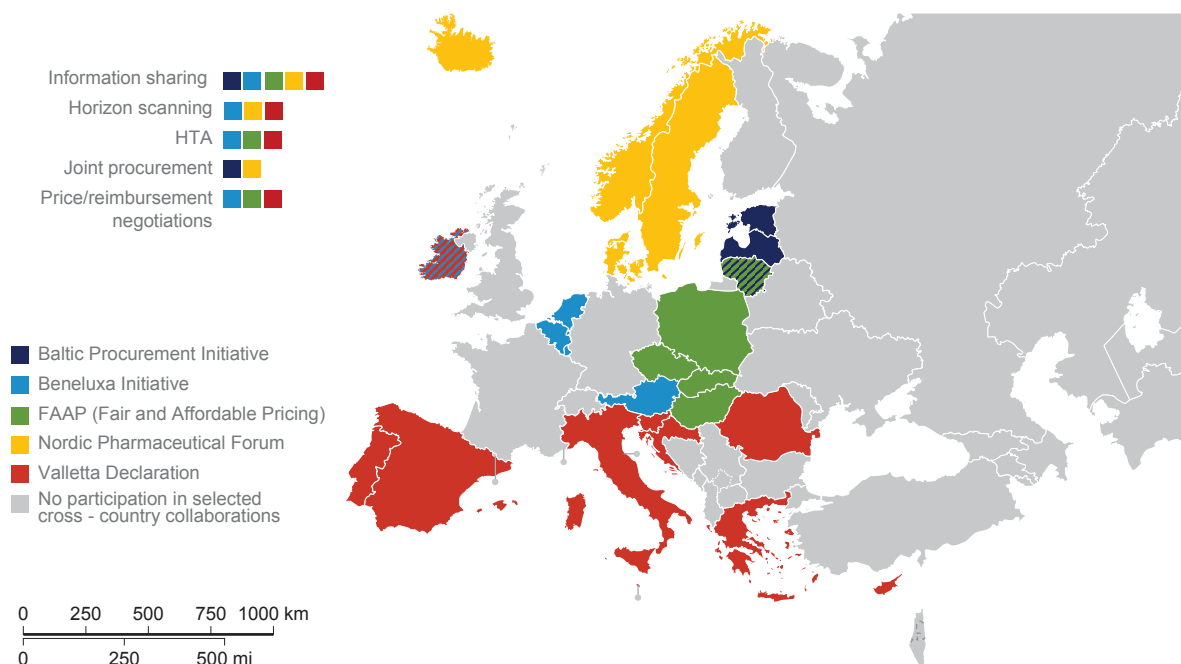 Information sharing
Horizon scanning
HTA
Joint procurement
Price/reimbursement
negotiations
Baltic Procurement Initiative
Beneluxa Initiative
FAAP (Fair and Affordable Pricing)
Nordic Pharmaceutical Forum
Valletta Declaration
No participation in selected
cross - country collaborations
0 250 500 750 1000 km
0 250 500 mi